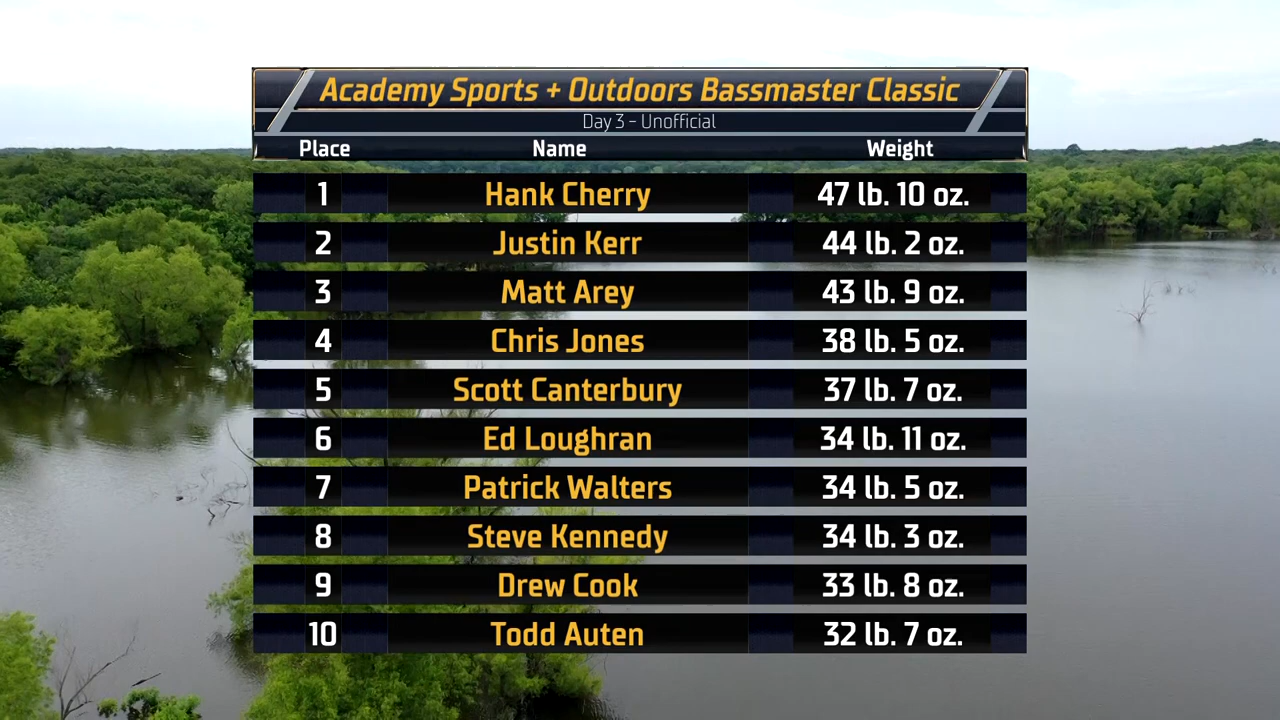 Academy Sports + Outdoors Bassmaster Classic
Day 3 - Unofficial
Place Name Weight
1 Hank Cherry 47 lb. 10 oz.
2 Justin Kerr 44 lb. 2 oz.
3 Matt Arey 43 lb. 9 oz.
4 Chris Jones 38 lb. 5 oz.
5 Scott Canterbury 37 lb. 7 oz.
6 Ed Loughran 34 lb. 11 oz.
7 Patrick Walters 34 lb. 5 oz.
8 Steve Kennedy 34 lb. 3 oz.
9 Drew Cook 33 lb. 8 oz.
10 Todd Auten 32 lb. 7 oz.